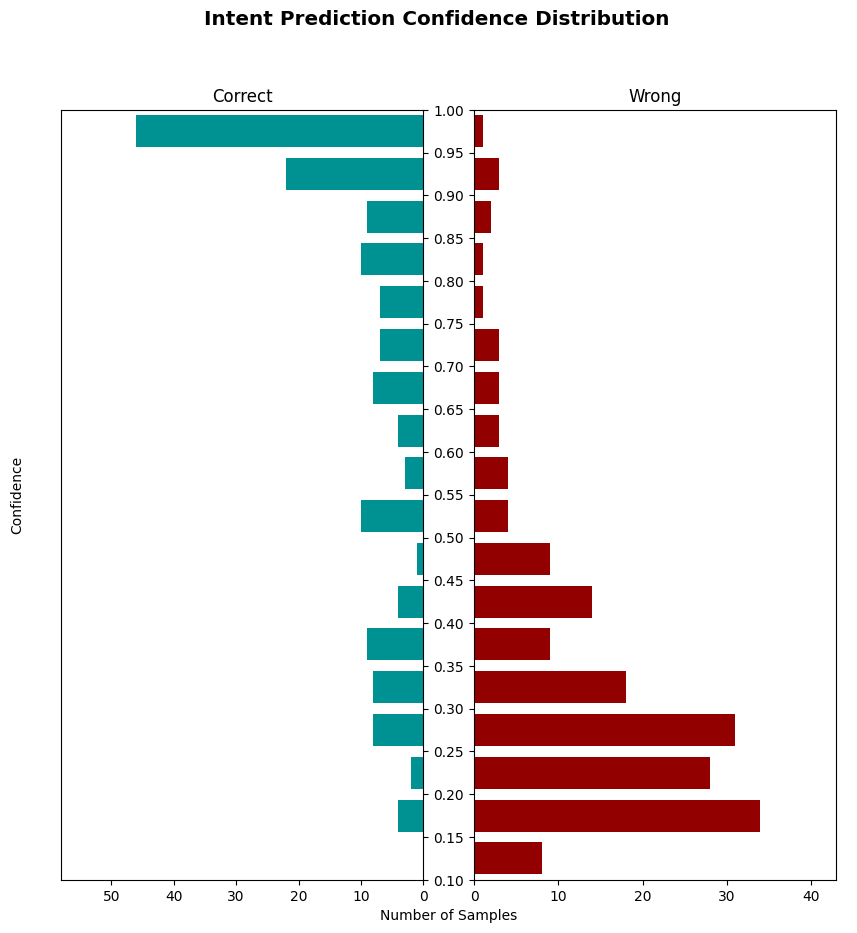 Intent Prediction Confidence Distribution
Correct
Wrong
1.00
0.95
0.90
0.85
0.80
0.75
0.70
0.65
0.60
0.55
0.50
0.45
0.40
0.35
0.30
0.25
0.20
0.15
0.10
Confidence
50 40 30 20 10 0
0 10 20 30 40
Number of Samples